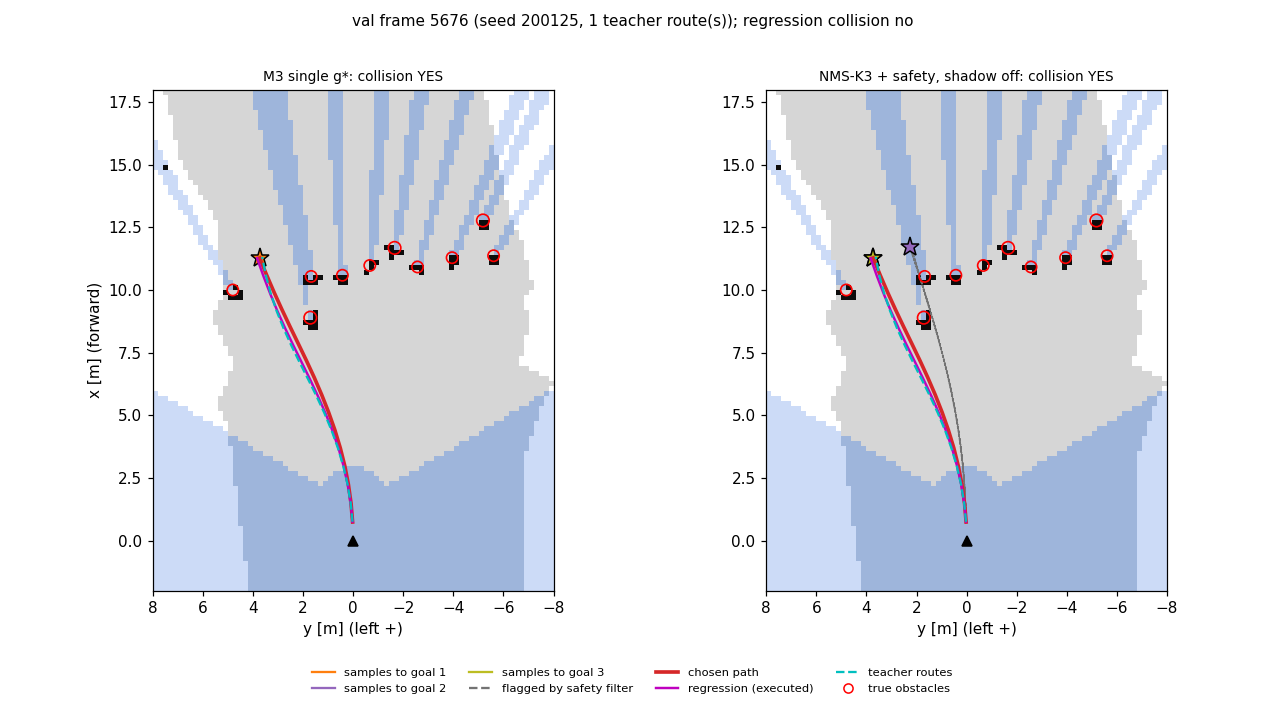 val frame 5676 (seed 200125, 1 teacher route(s)); regression collision no
M3 single g*: collision YES
NMS-K3 + safety, shadow off: collision YES
17.5
15.0
12.5
10.0
7.5
5.0
2.5
0.0
x [m] (forward)
8 6 4 2 0 −2 −4 −6 −8
y [m] (left +)
17.5
15.0
12.5
10.0
7.5
5.0
2.5
0.0
8 6 4 2 0 −2 −4 −6 −8
y [m] (left +)
samples to goal 1
samples to goal 2
samples to goal 3
flagged by safety filter
chosen path
regression (executed)
teacher routes
true obstacles